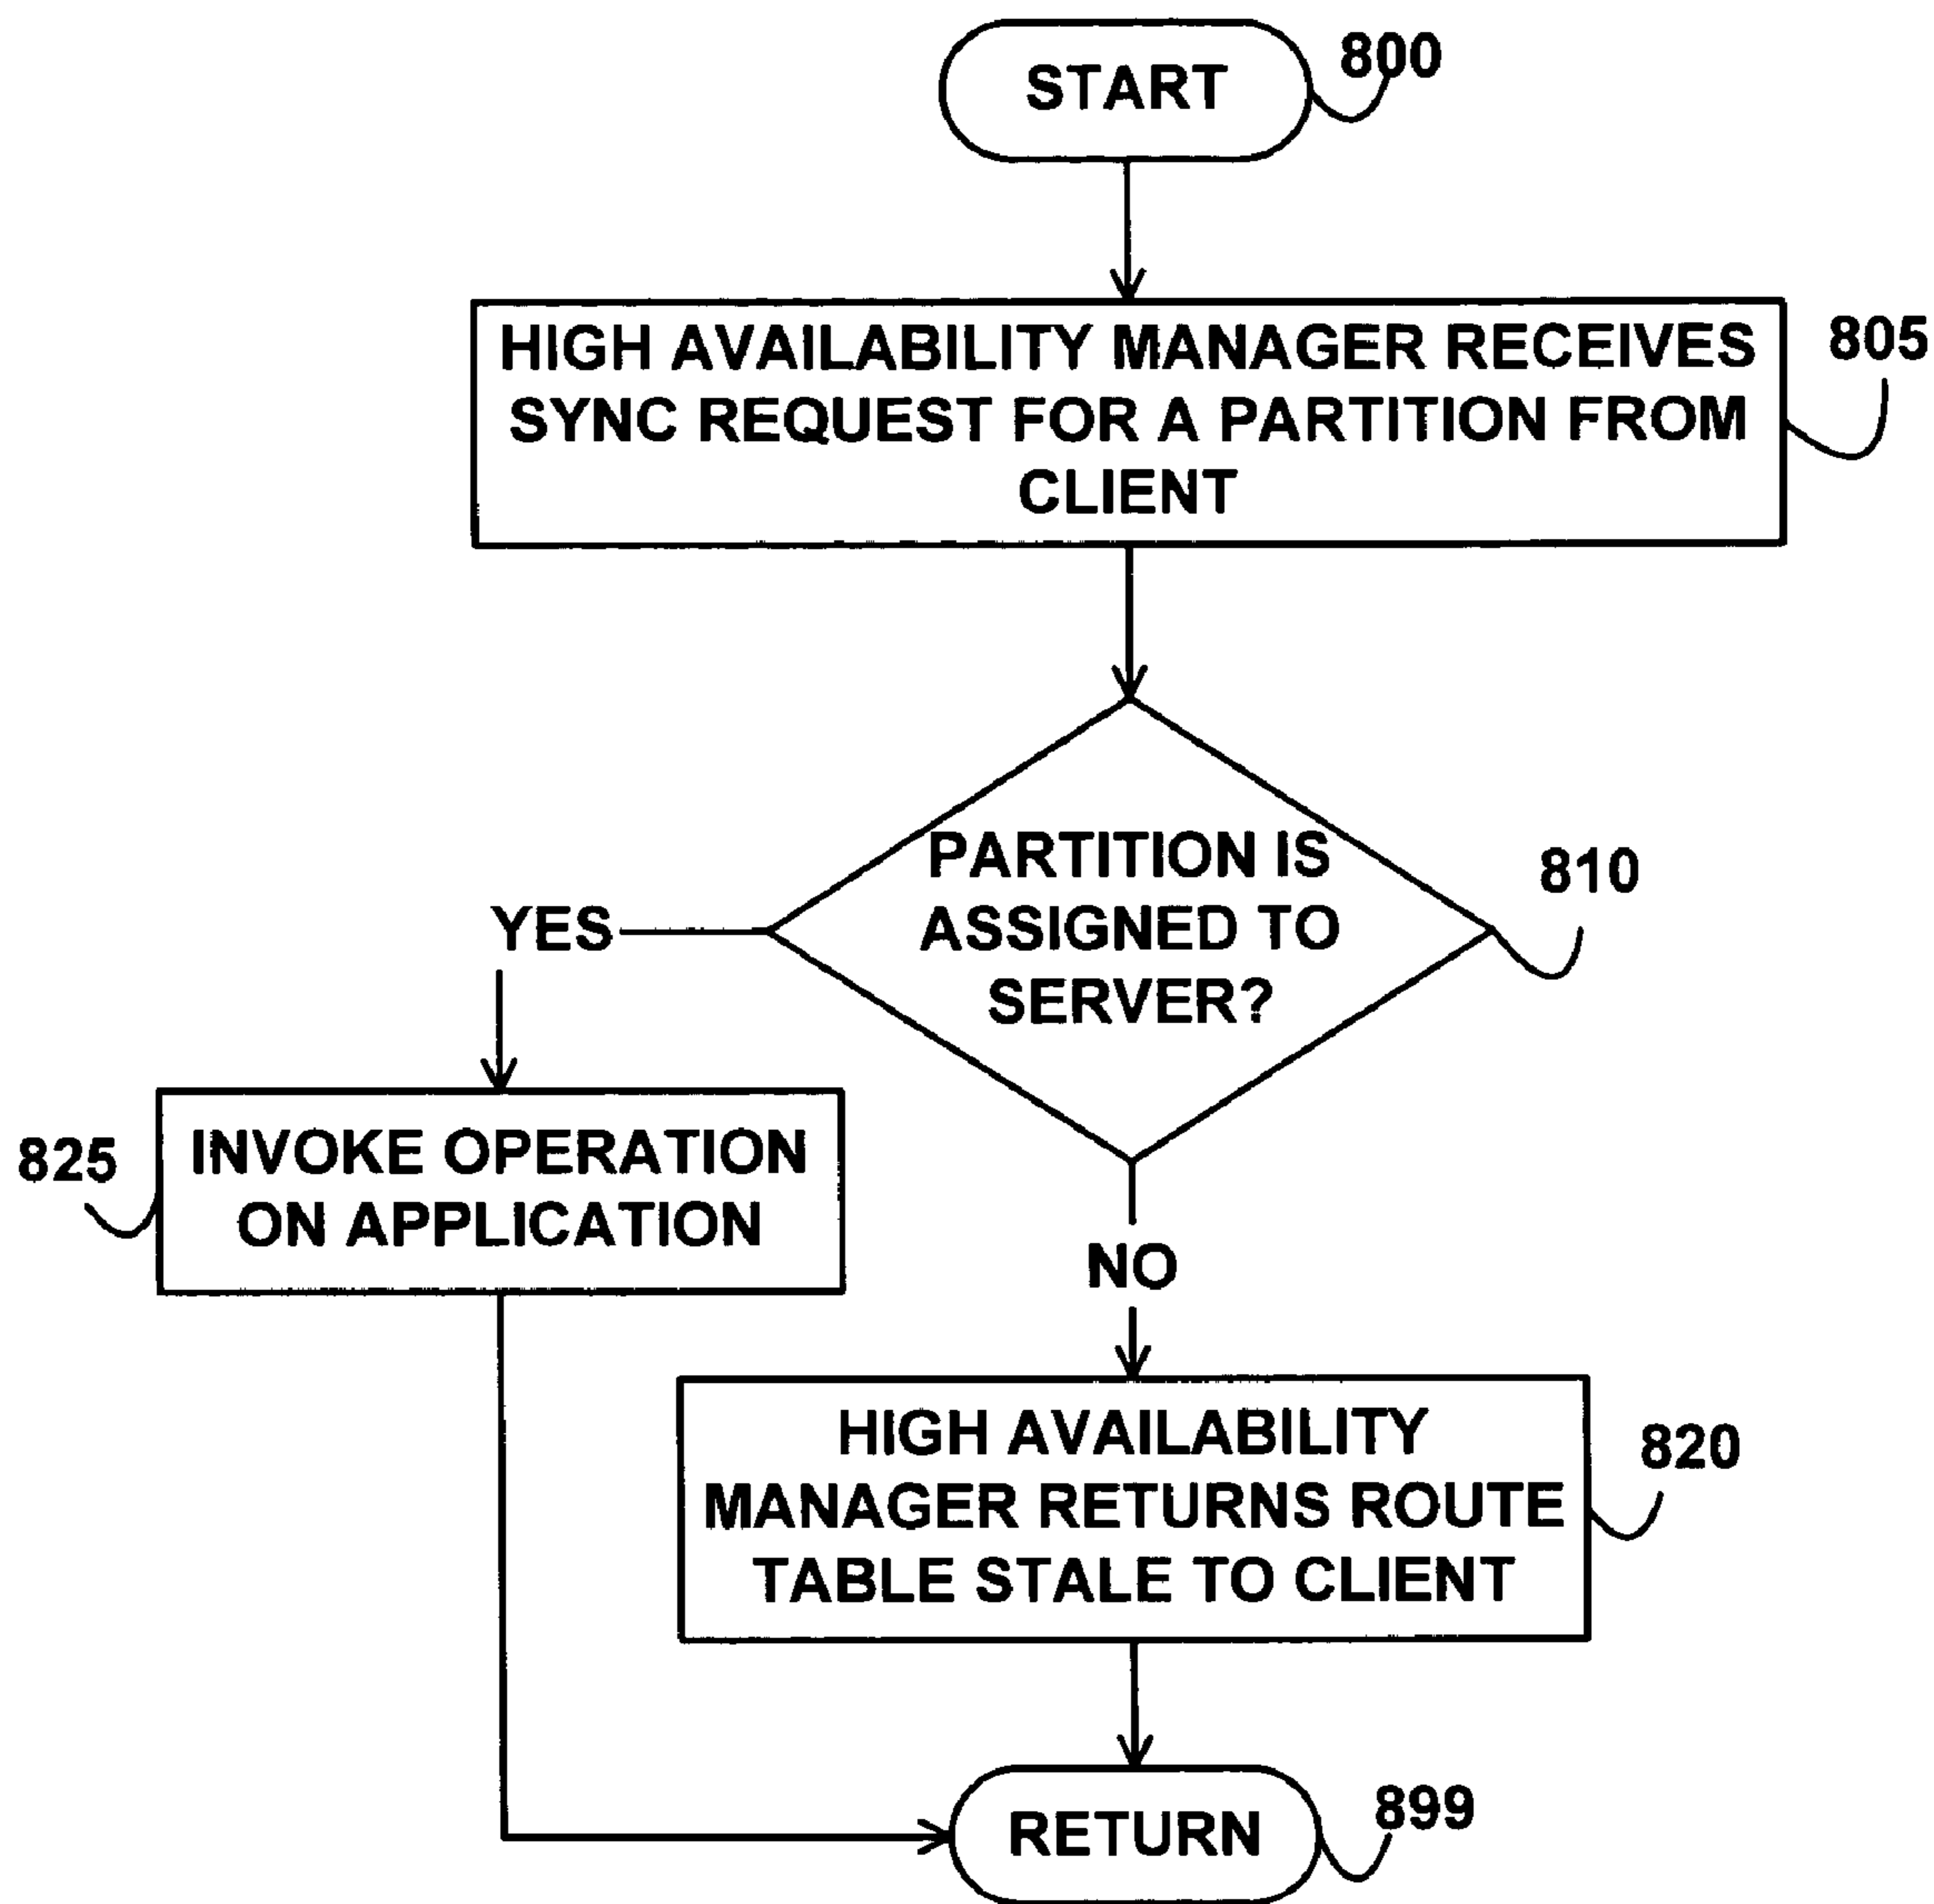 START
800
HIGH AVAILABILITY MANAGER RECEIVES
SYNC REQUEST FOR A PARTITION FROM
CLIENT
805
PARTITION IS
ASSIGNED TO
SERVER?
810
YES
825
INVOKE OPERATION
ON APPLICATION
NO
HIGH AVAILABILITY
MANAGER RETURNS ROUTE
TABLE STALE TO CLIENT
820
RETURN
899